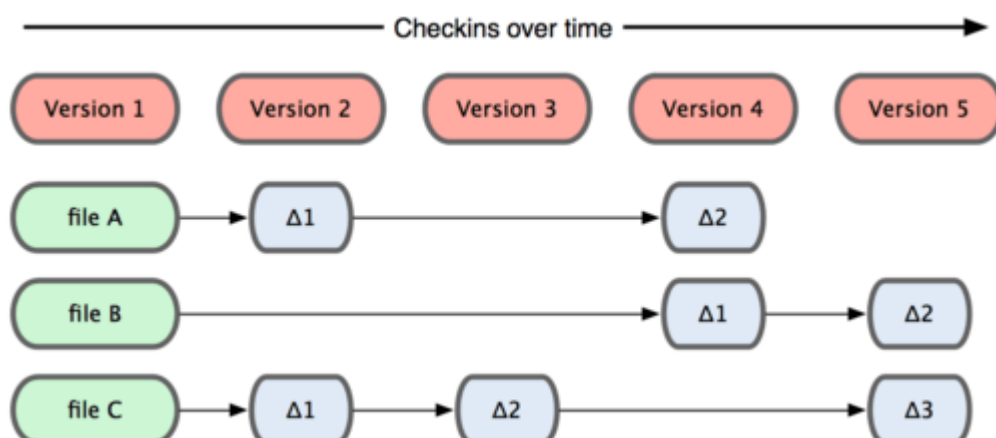 Checkins over time
Version 1 Version 2 Version 3 Version 4 Version 5
file A Δ1 Δ2
file B Δ1 Δ2
file C Δ1 Δ2 Δ3